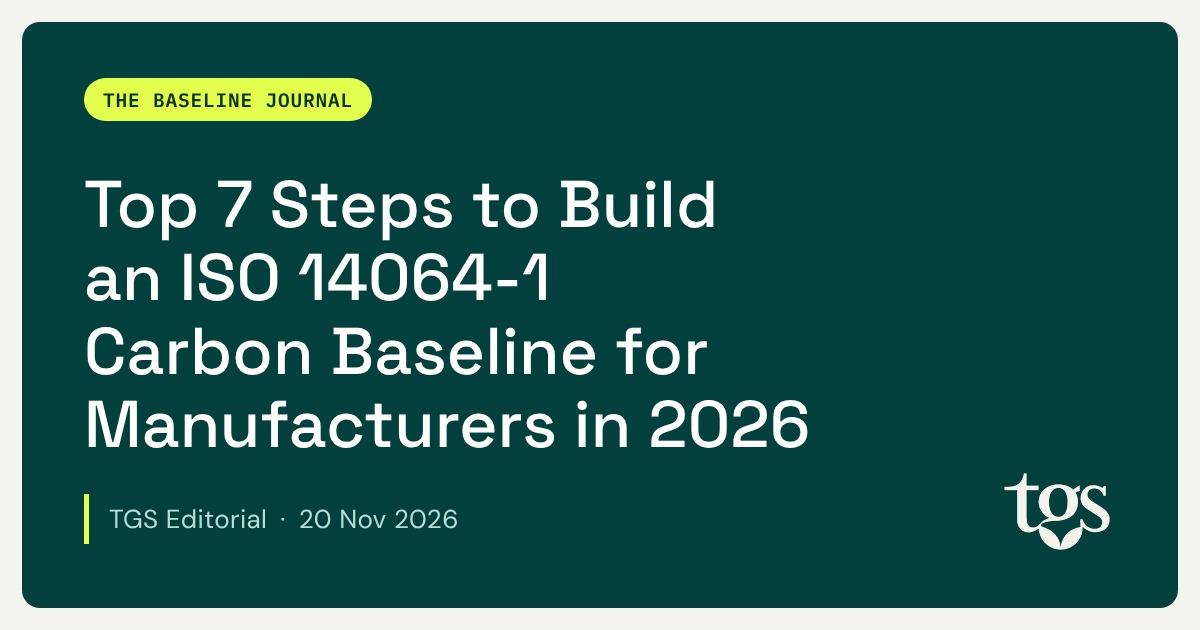 THE BASELINE JOURNAL
Top 7 Steps to Build
an ISO 14064-1
Carbon Baseline for
Manufacturers in 2026
TGS Editorial · 20 Nov 2026
tgs